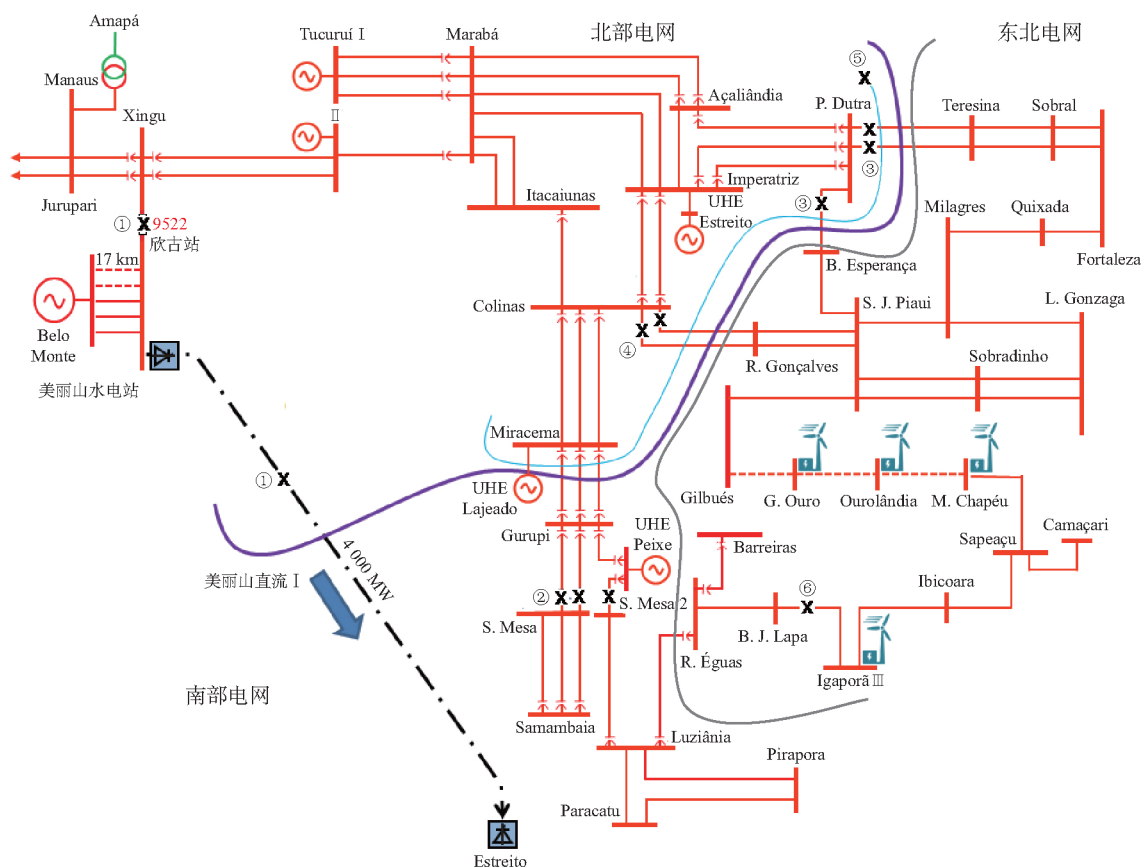 北部电网
东北电网
Amapá
Tucuruí Ⅰ
Marabá
Manaus
Xingu
Ⅱ
Açaliândia
P. Dutra
⑤
Teresina
Sobral
③
Imperatriz
Jurupari
Itacaiunas
UHE
Estreito
③
Milagres
Quixada
①
9522
欣古站
17 km
B. Esperança
Fortaleza
Belo
Monte
Colinas
S. J. Piaui
L. Gonzaga
④
R. Gonçalves
Sobradinho
美丽山水电站
Miracema
①
UHE
Lajeado
Gilbués
G. Ouro
Ourolândia
M. Chapéu
Gurupi
UHE
Peixe
Barreiras
Sapeaçu
Camaçari
美丽山直流Ⅰ
4 000 MW
②
S. Mesa
S. Mesa 2
⑥
B. J. Lapa
Ibicoara
R. Éguas
Igaporã Ⅲ
南部电网
Samambaia
Luziânia
Pirapora
Paracatu
Estreito